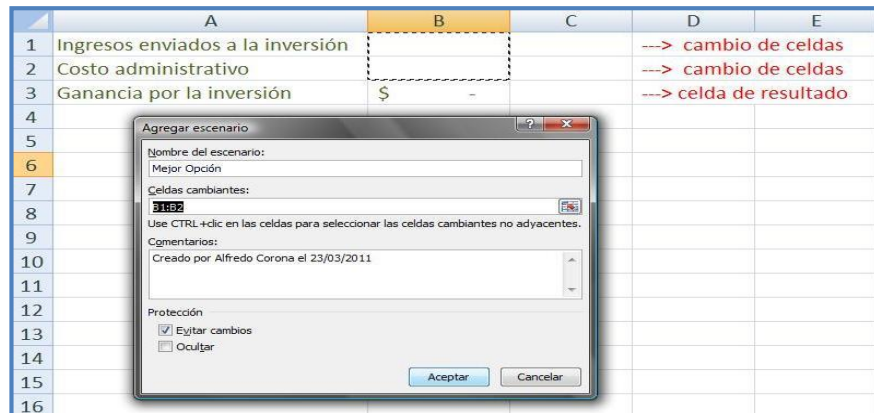 A B C D E
1 Ingresos enviados a la inversión ---> cambio de celdas
2 Costo administrativo ---> cambio de celdas
3 Ganancia por la inversión $ - ---> celda de resultado
4
Agregar escenario
5
Nombre del escenario:
6
Mejor Opción
7
Celdas cambiantes:
8
B1:B2
Use CTRL+clic en las celdas para seleccionar las celdas cambiantes no adyacentes.
9
Comentarios:
10
Creado por Alfredo Corona el 23/03/2011
11
12
Protección
13
Evitar cambios
14
Ocultar
15
Aceptar Cancelar
16